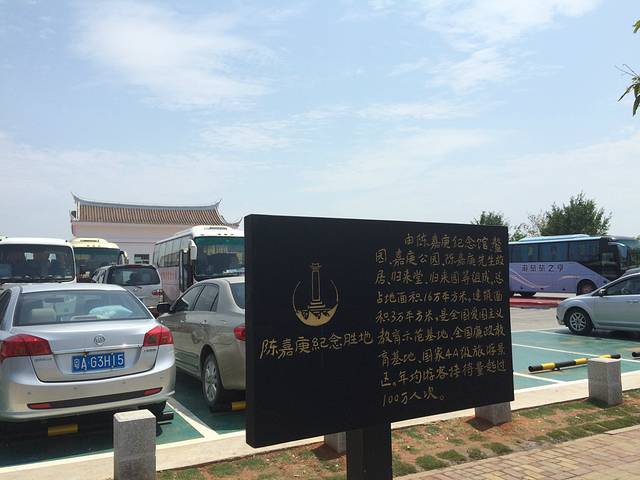 陈嘉庚紀念胜地
由陈嘉庚纪念馆、鳌
园、嘉庚公园、陈嘉庚先生故
居、归来堂、归来园等组成，总
占地面积16万平方米，建筑面
积3万平方米，是全国爱国主义
教育示范基地、全国廉政教
育基地、国家4A级旅游景
区，年均游客接待量超过
100万人次。
粤A·G3H15